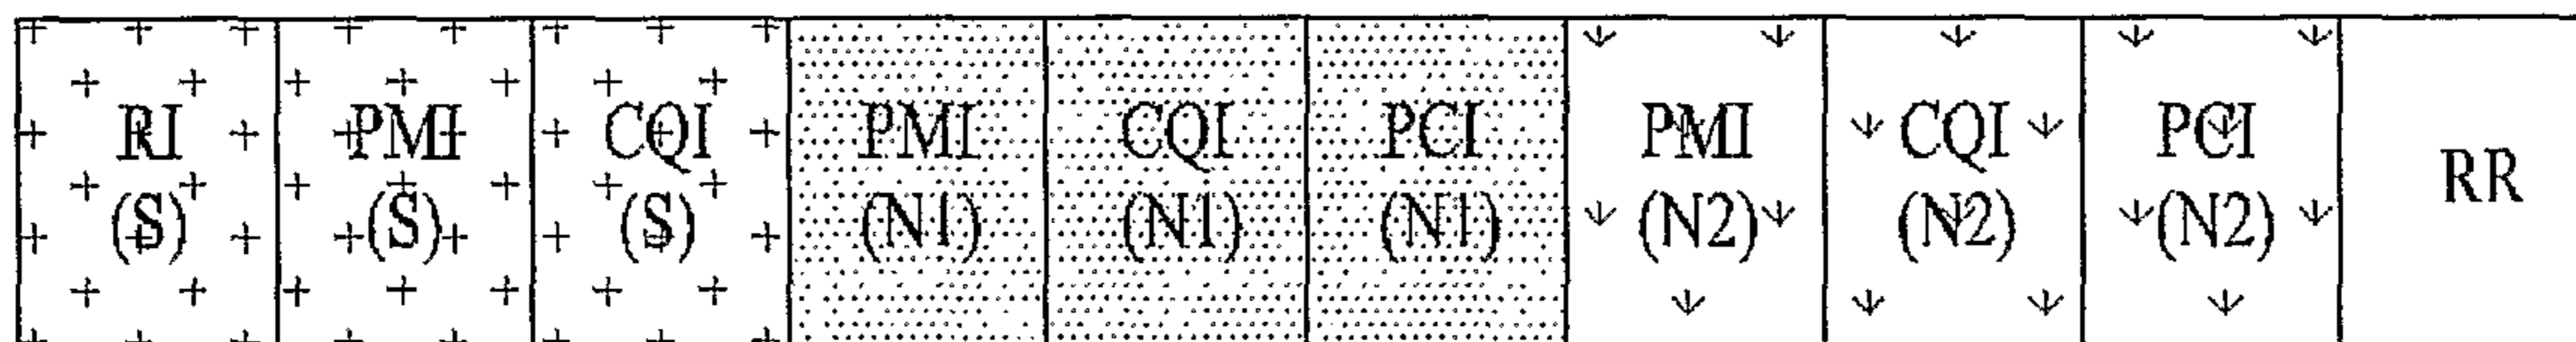 RI PMI CQI PMI CQI PCI PMI CQI PCI RR
(S) (S) (S) (N1) (N1) (N1) (N2) (N2) (N2)